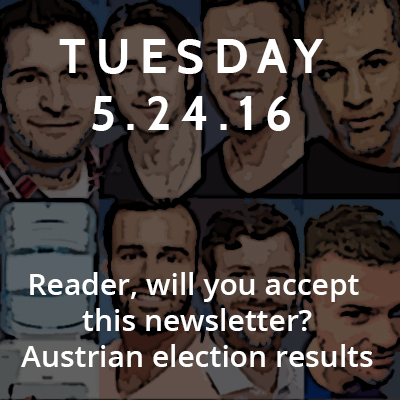 TUESDAY
5.24.16
Reader, will you accept
this newsletter?
Austrian election results